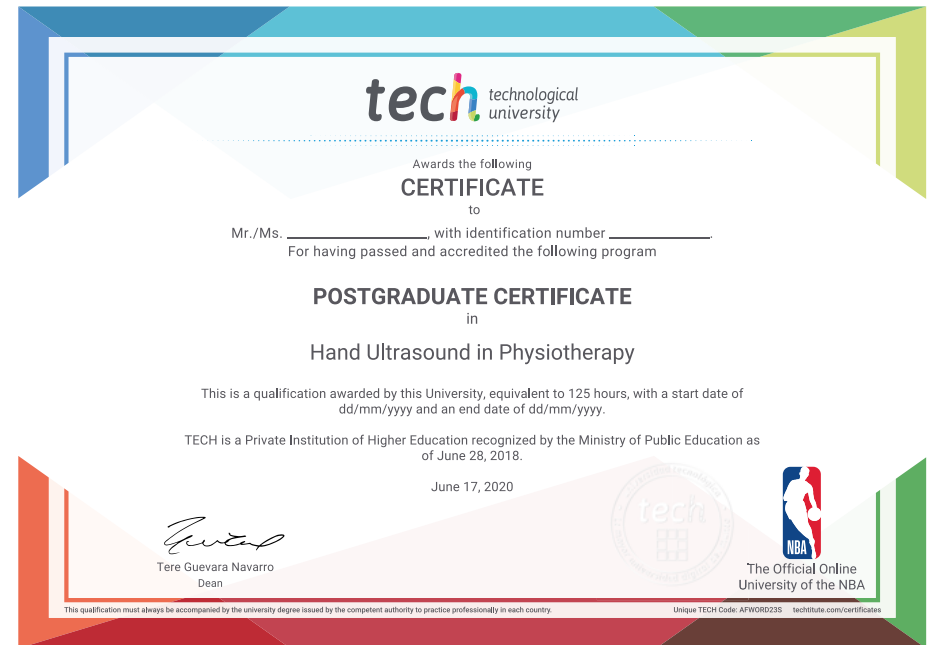 tech technological
university
Awards the following
CERTIFICATE
to
Mr./Ms. ____________________, with identification number ______________.
For having passed and accredited the following program
POSTGRADUATE CERTIFICATE
in
Hand Ultrasound in Physiotherapy
This is a qualification awarded by this University, equivalent to 125 hours, with a start date of
dd/mm/yyyy and an end date of dd/mm/yyyy.
TECH is a Private Institution of Higher Education recognized by the Ministry of Public Education as
of June 28, 2018.
June 17, 2020
tech
NBA
Tere Guevara Navarro
Dean
The Official Online
University of the NBA
This qualification must always be accompanied by the university degree issued by the competent authority to practice professionally in each country.
Unique TECH Code: AFWORD23S techtitute.com/certificates